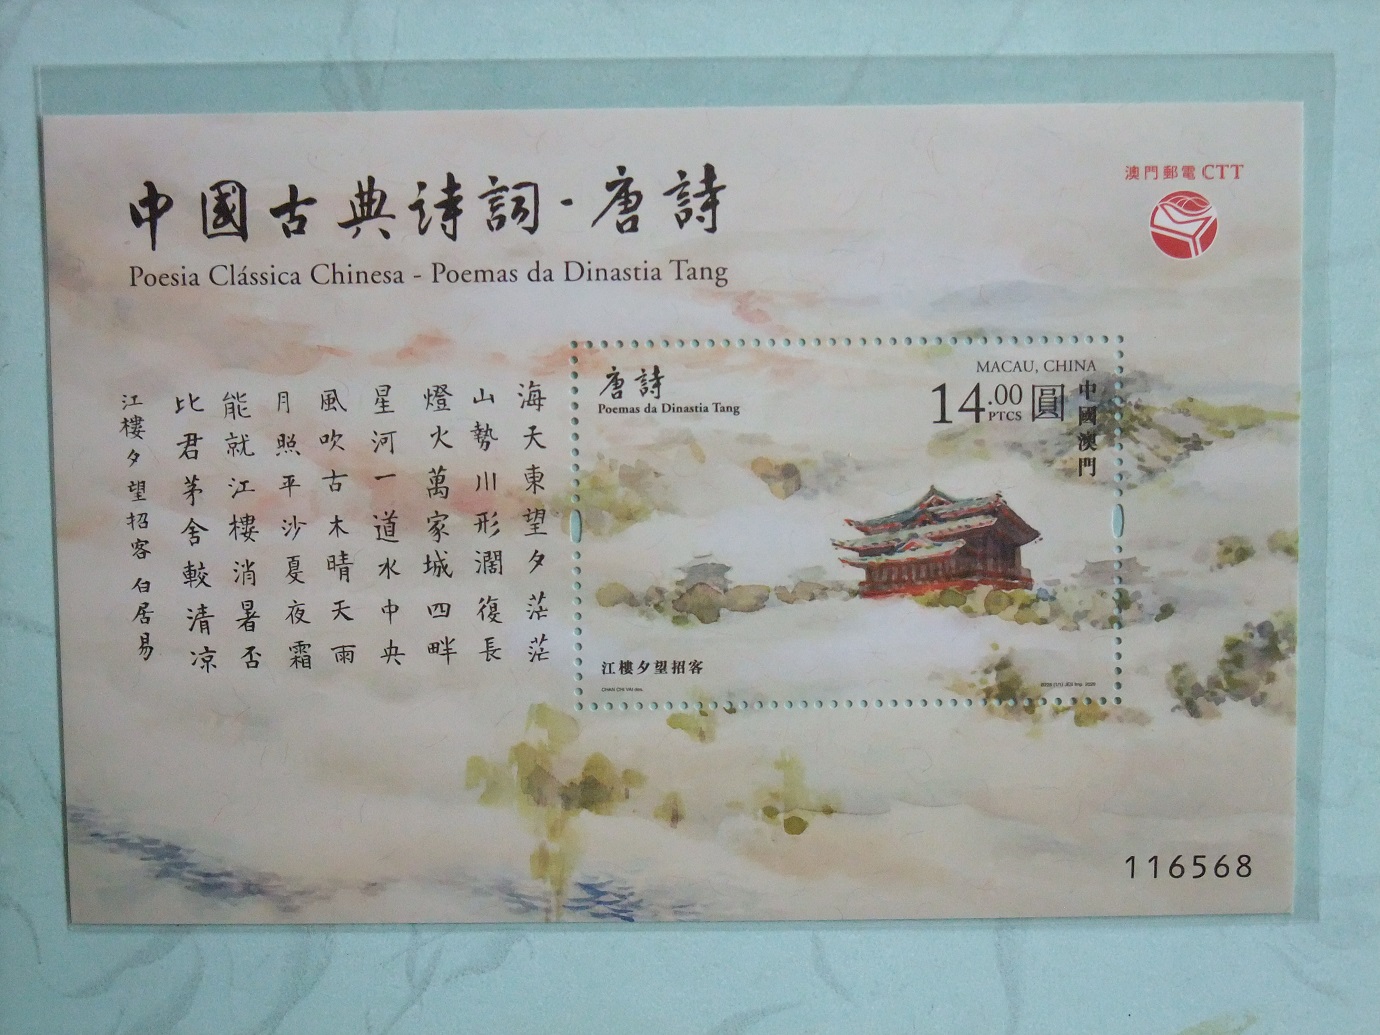 中國古典诗詞·唐詩
Poesia Clássica Chinesa - Poemas da Dinastia Tang
澳門郵電 CTT
海天東望夕茫茫
山勢川形濶復長
燈火萬家城四畔
星河一道水中央
風吹古木晴天雨
月照平沙夏夜霜
能就江樓消暑否
比君茅舍較清凉
江樓夕望招客 白居易
唐詩
Poemas da Dinastia Tang
MACAU, CHINA
14.00 PTCS 圓
中國澳門
江樓夕望招客
116568